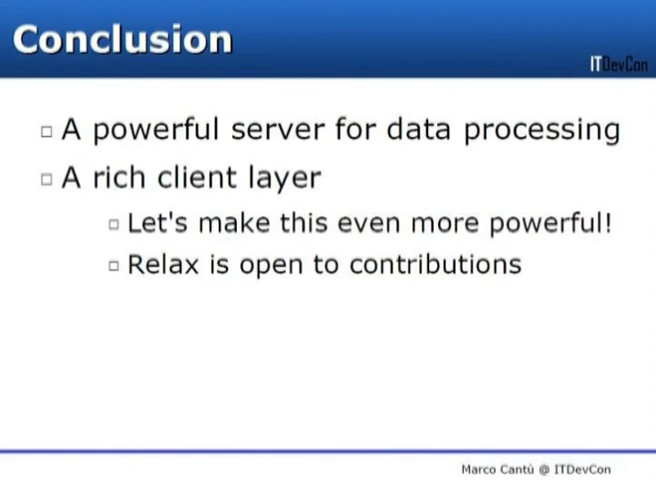 Conclusion
ITDevCon
A powerful server for data processing
A rich client layer
Let's make this even more powerful!
Relax is open to contributions
Marco Cantù @ ITDevCon